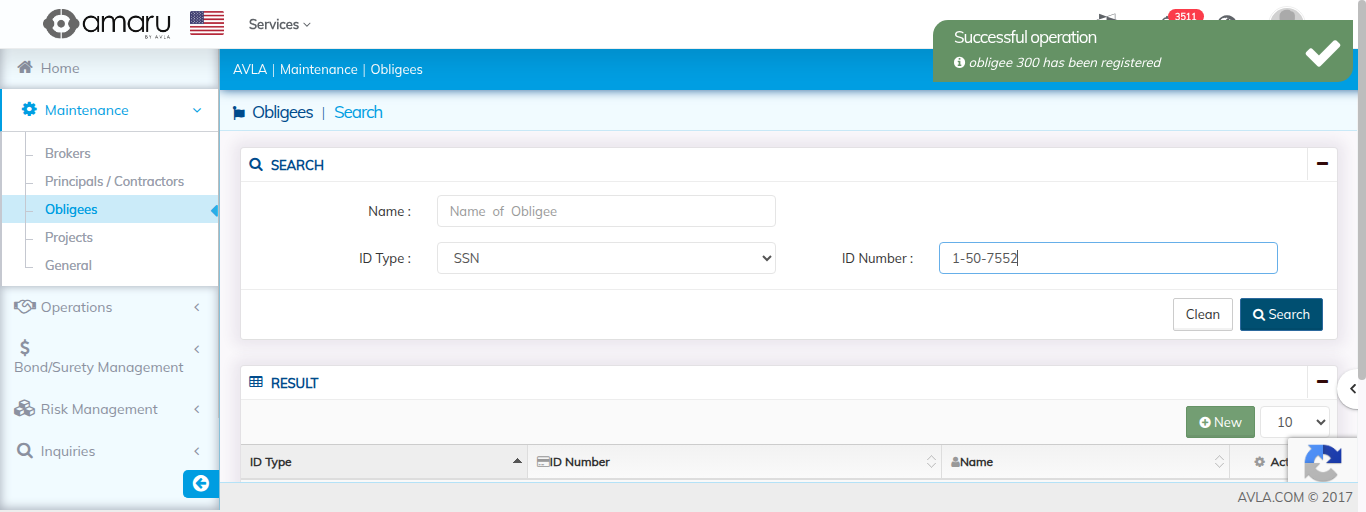 amaru
BY AVLA
Services
3511
Successful operation
obligee 300 has been registered
Home
Maintenance
Brokers
Principals / Contractors
Obligees
Projects
General
Operations
Bond/Surety Management
Risk Management
Inquiries
AVLA | Maintenance | Obligees
Obligees | Search
SEARCH
Name :
Name of Obligee
ID Type :
SSN
ID Number :
1-50-7552
Clean
Search
RESULT
New
10
ID Type
ID Number
Name
AVLA.COM © 2017